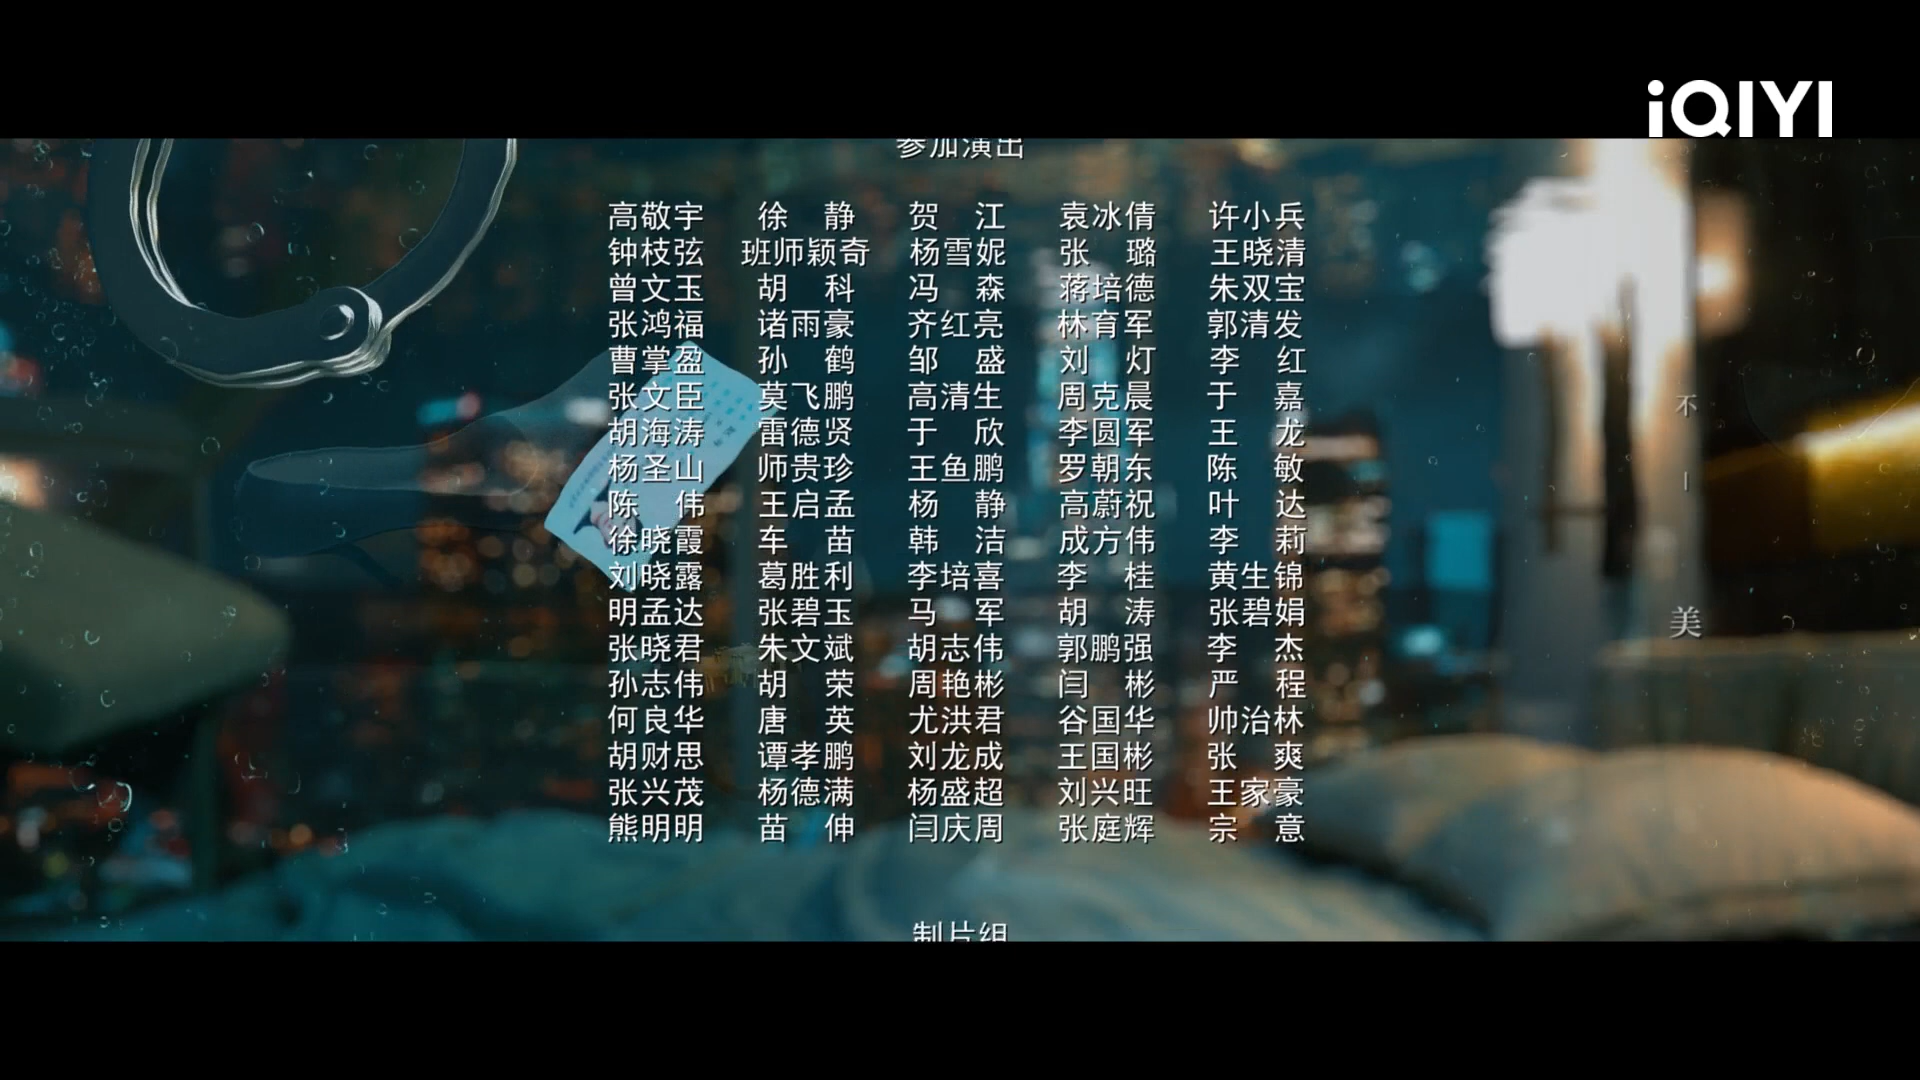 iQIYI
参加演出
高敬宇 徐静 贺江 袁冰倩 许小兵
钟枝弦 班师颖奇 杨雪妮 张璐 王晓清
曾文玉 胡科 冯森 蒋培德 朱双宝
张鸿福 诸雨豪 齐红亮 林育军 郭清发
曹掌盈 孙鹤 邹盛 刘灯 李红
张文臣 莫飞鹏 高清生 周克晨 于嘉
胡海涛 雷德贤 于欣 李圆军 王龙
杨圣山 师贵珍 王鱼鹏 罗朝东 陈敏
陈伟 王启孟 杨静 高蔚祝 叶达
徐晓霞 车苗 韩洁 成方伟 李莉
刘晓露 葛胜利 李培喜 李桂 黄生锦
明孟达 张碧玉 马军 胡涛 张碧娟
张晓君 朱文斌 胡志伟 郭鹏强 李杰
孙志伟 胡荣 周艳彬 闫彬 严程
何良华 唐英 尤洪君 谷国华 帅治林
胡财思 谭孝鹏 刘龙成 王国彬 张爽
张兴茂 杨德满 杨盛超 刘兴旺 王家豪
熊明明 苗伸 闫庆周 张庭辉 宗意
制片组
不
美